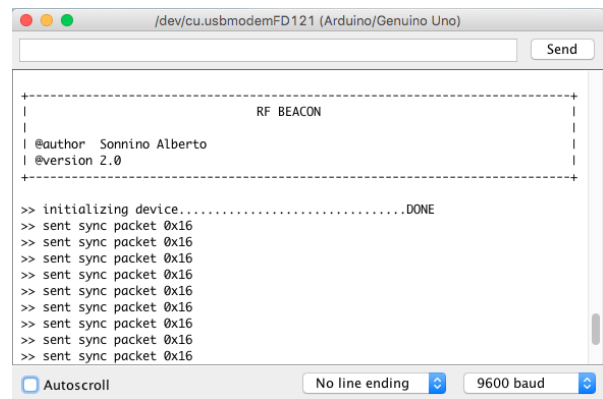 /dev/cu.usbmodemFD121 (Arduino/Genuino Uno)
Send
+---------------------------------------------------------------------------+
| RF BEACON |
| |
| @author Sonnino Alberto |
| @version 2.0 |
+---------------------------------------------------------------------------+
>> initializing device................................DONE
>> sent sync packet 0x16
>> sent sync packet 0x16
>> sent sync packet 0x16
>> sent sync packet 0x16
>> sent sync packet 0x16
>> sent sync packet 0x16
>> sent sync packet 0x16
>> sent sync packet 0x16
>> sent sync packet 0x16
Autoscroll No line ending 9600 baud